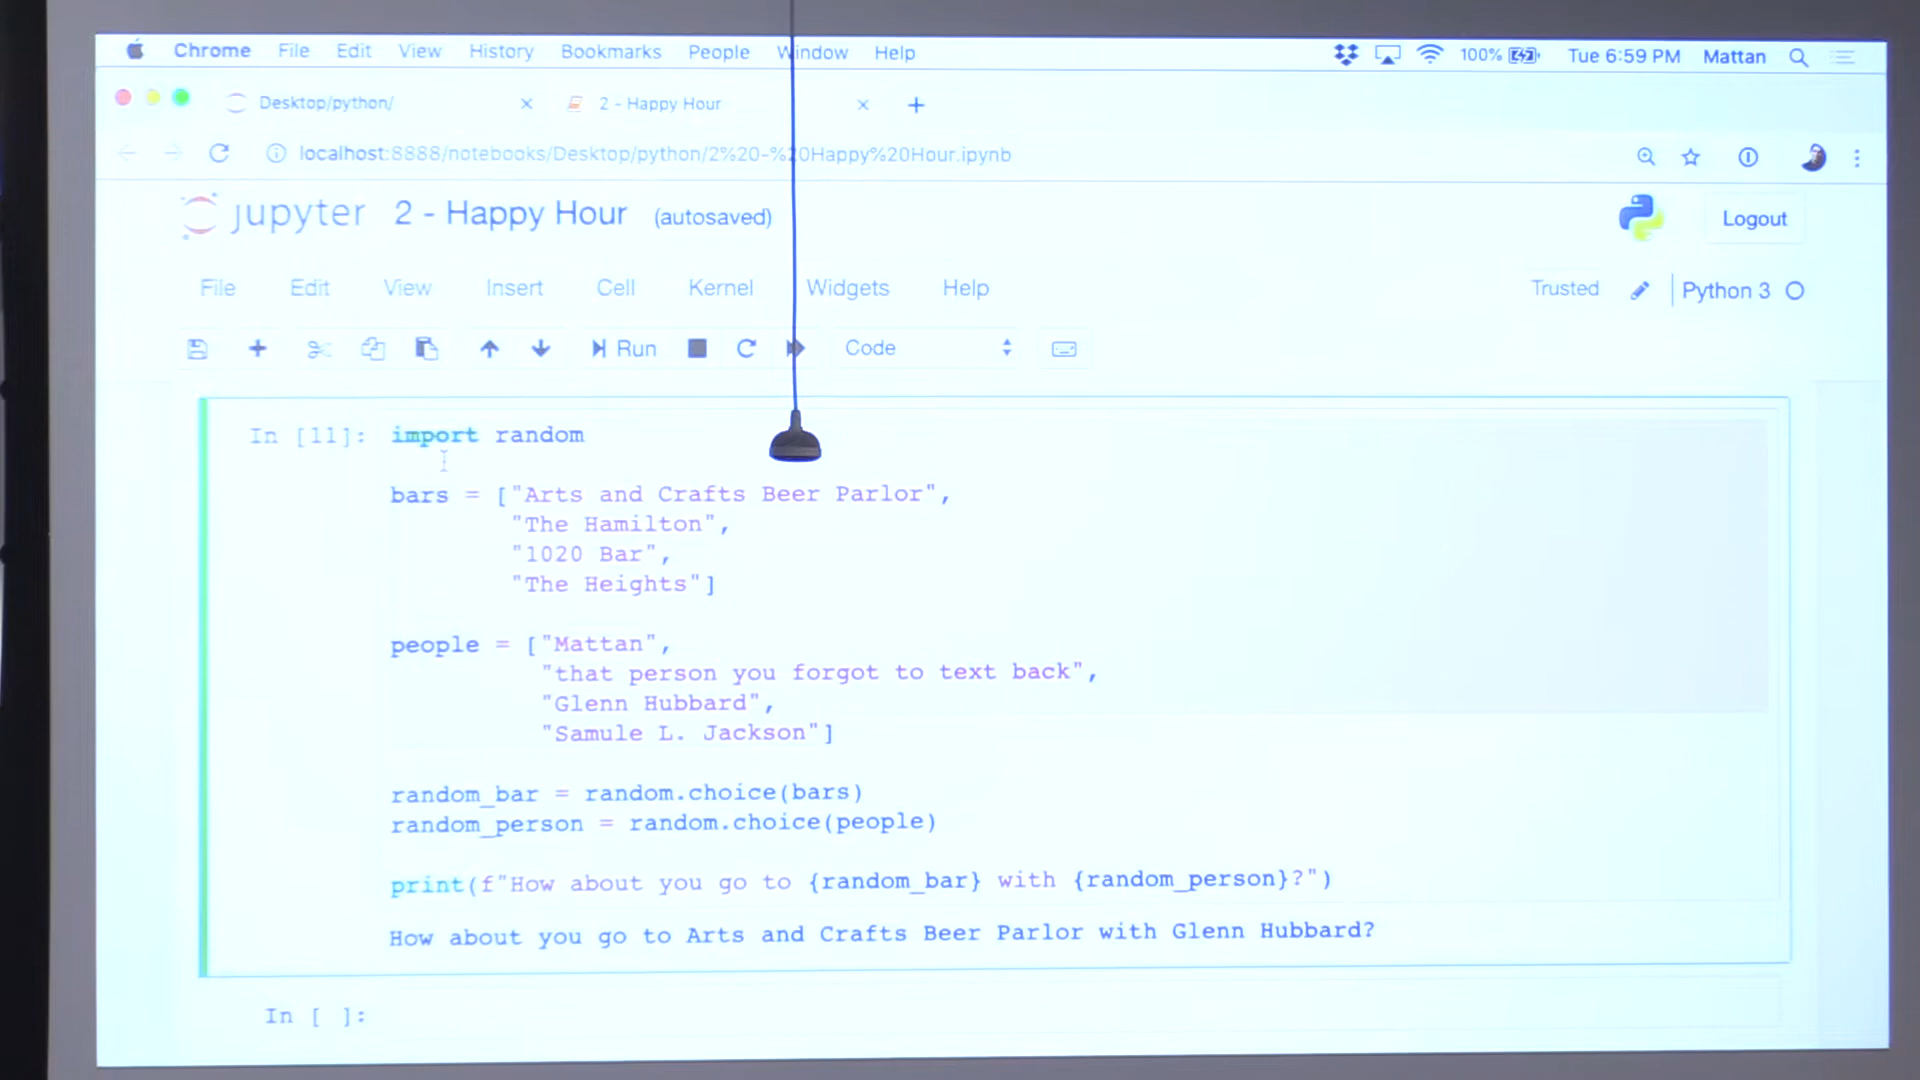 Chrome File Edit View History Bookmarks People Window Help 100% Tue 6:59 PM Mattan
Desktop/python/ 2 - Happy Hour
localhost:8888/notebooks/Desktop/python/2%20-%20Happy%20Hour.ipynb
jupyter 2 - Happy Hour (autosaved) Logout
File Edit View Insert Cell Kernel Widgets Help Trusted Python 3
Run Code
In [11]: import random
bars = ["Arts and Crafts Beer Parlor",
"The Hamilton",
"1020 Bar",
"The Heights"]
people = ["Mattan",
"that person you forgot to text back",
"Glenn Hubbard",
"Samule L. Jackson"]
random_bar = random.choice(bars)
random_person = random.choice(people)
print(f"How about you go to {random_bar} with {random_person}?")
How about you go to Arts and Crafts Beer Parlor with Glenn Hubbard?
In [ ]: